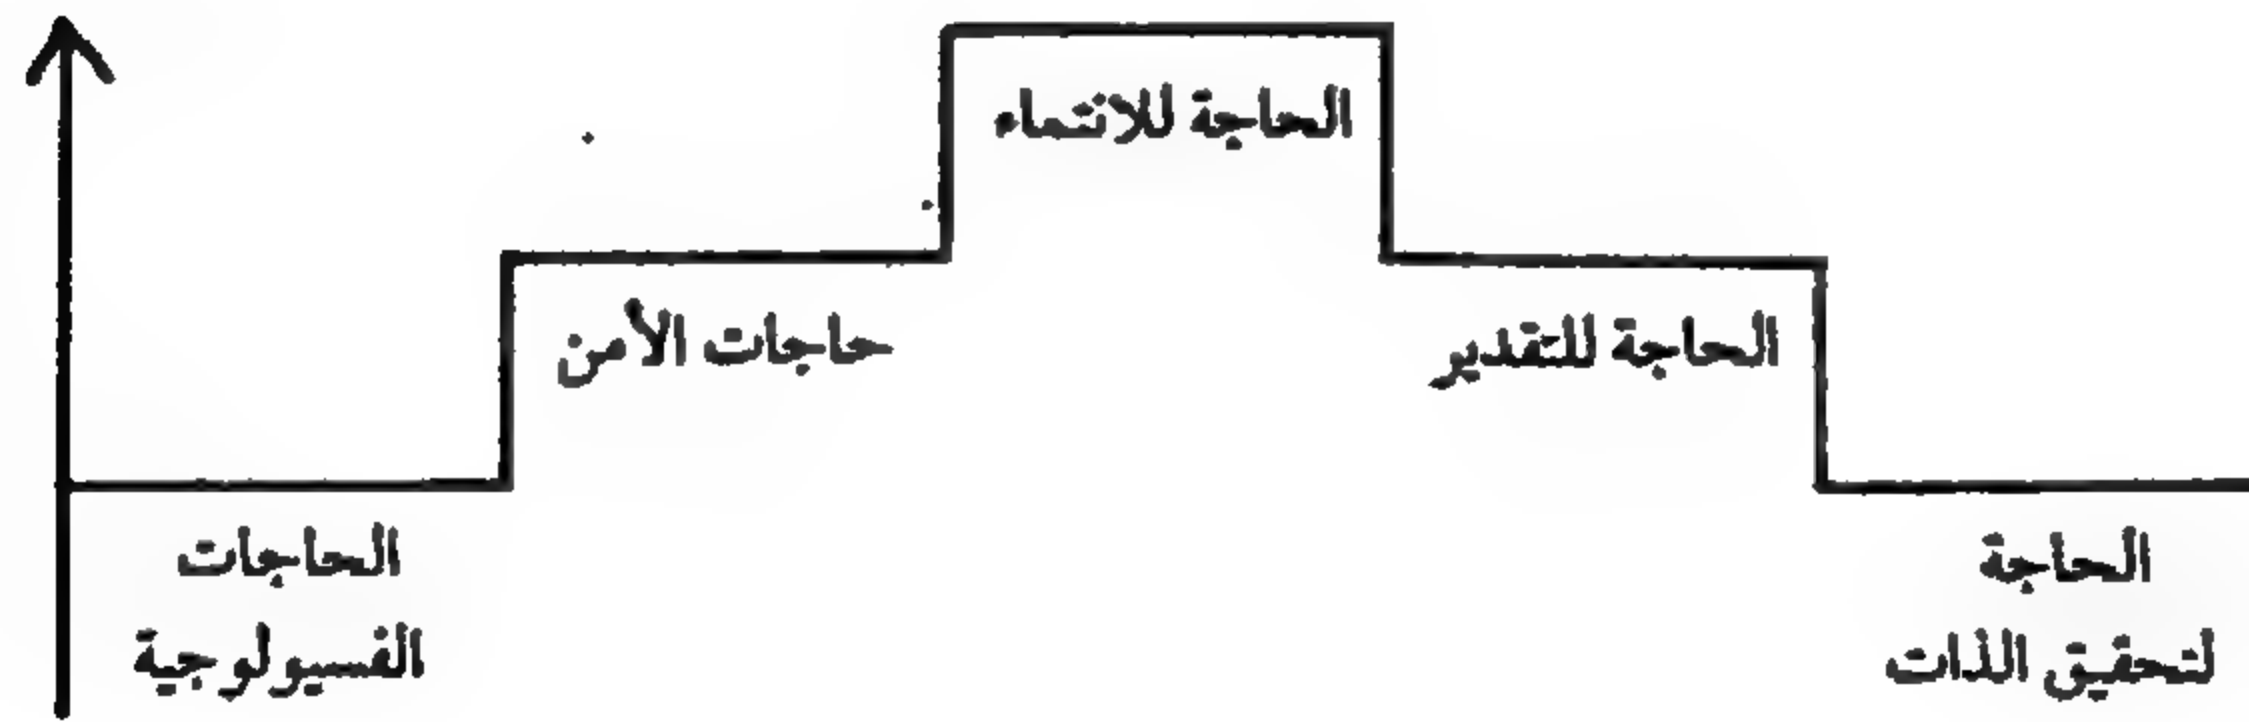 الحاجة للانتماء
حاجات الأمن
الحاجة للتقدير
الحاجات
الفسيولوجية
الحاجة
لتحقيق الذات